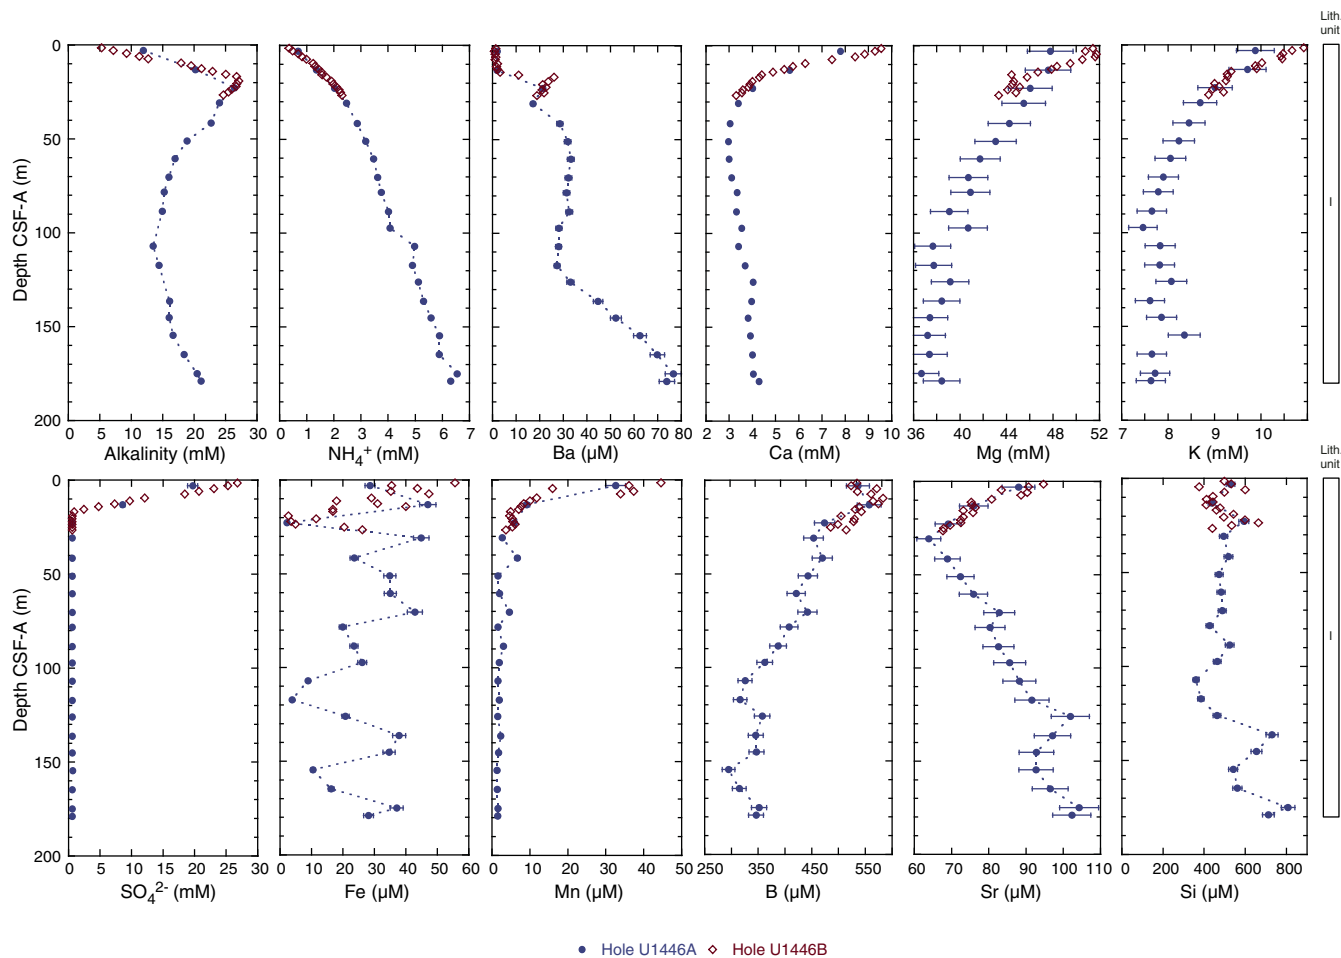 Lith.
unit
0
50
100
150
200
Depth CSF-A (m)
0 5 10 15 20 25 30
Alkalinity (mM)
0 1 2 3 4 5 6 7
NH₄⁺ (mM)
0 10 20 30 40 50 60 70 80
Ba (µM)
2 3 4 5 6 7 8 9 10
Ca (mM)
36 40 44 48 52
Mg (mM)
7 8 9 10
K (mM)
I
Lith.
unit
0
50
100
150
200
Depth CSF-A (m)
0 5 10 15 20 25 30
SO₄²⁻ (mM)
0 10 20 30 40 50 60
Fe (µM)
0 10 20 30 40 50
Mn (µM)
250 350 450 550
B (µM)
60 70 80 90 100 110
Sr (µM)
0 200 400 600 800
Si (µM)
I
Hole U1446A
Hole U1446B